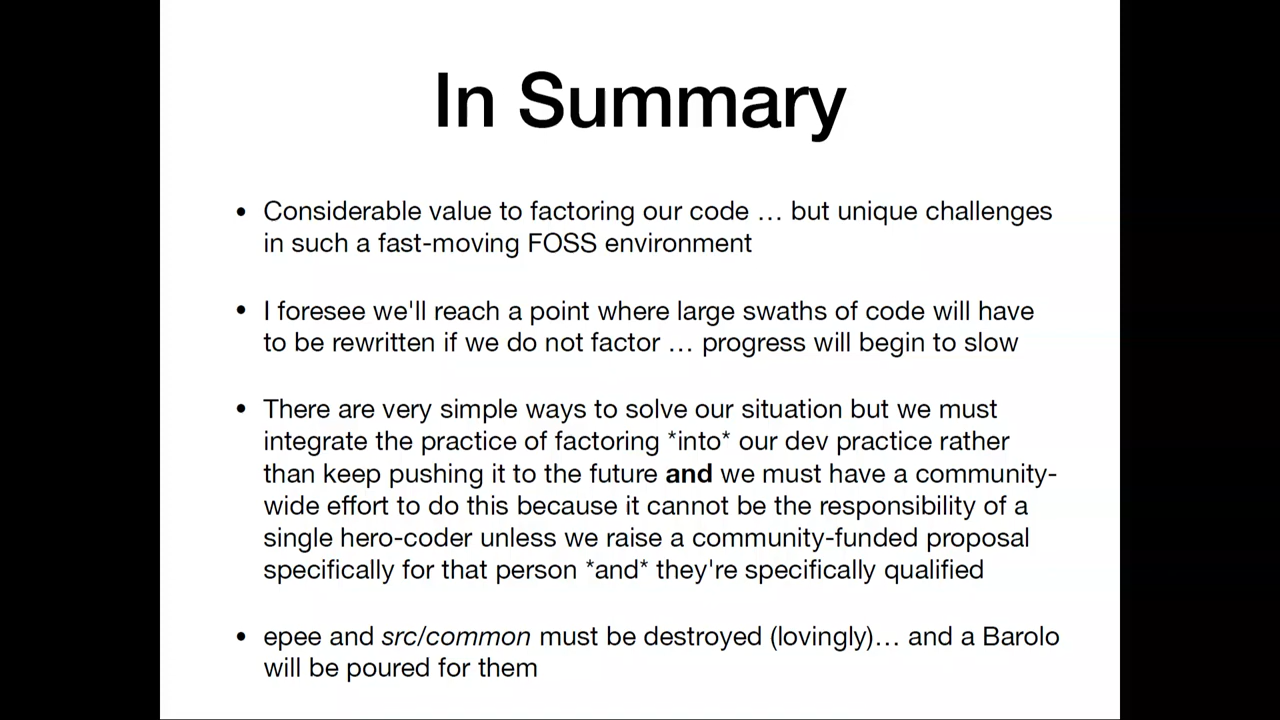 In Summary
• Considerable value to factoring our code … but unique challenges
in such a fast-moving FOSS environment
• I foresee we'll reach a point where large swaths of code will have
to be rewritten if we do not factor … progress will begin to slow
• There are very simple ways to solve our situation but we must
integrate the practice of factoring *into* our dev practice rather
than keep pushing it to the future and we must have a community-
wide effort to do this because it cannot be the responsibility of a
single hero-coder unless we raise a community-funded proposal
specifically for that person *and* they're specifically qualified
• epee and src/common must be destroyed (lovingly)… and a Barolo
will be poured for them